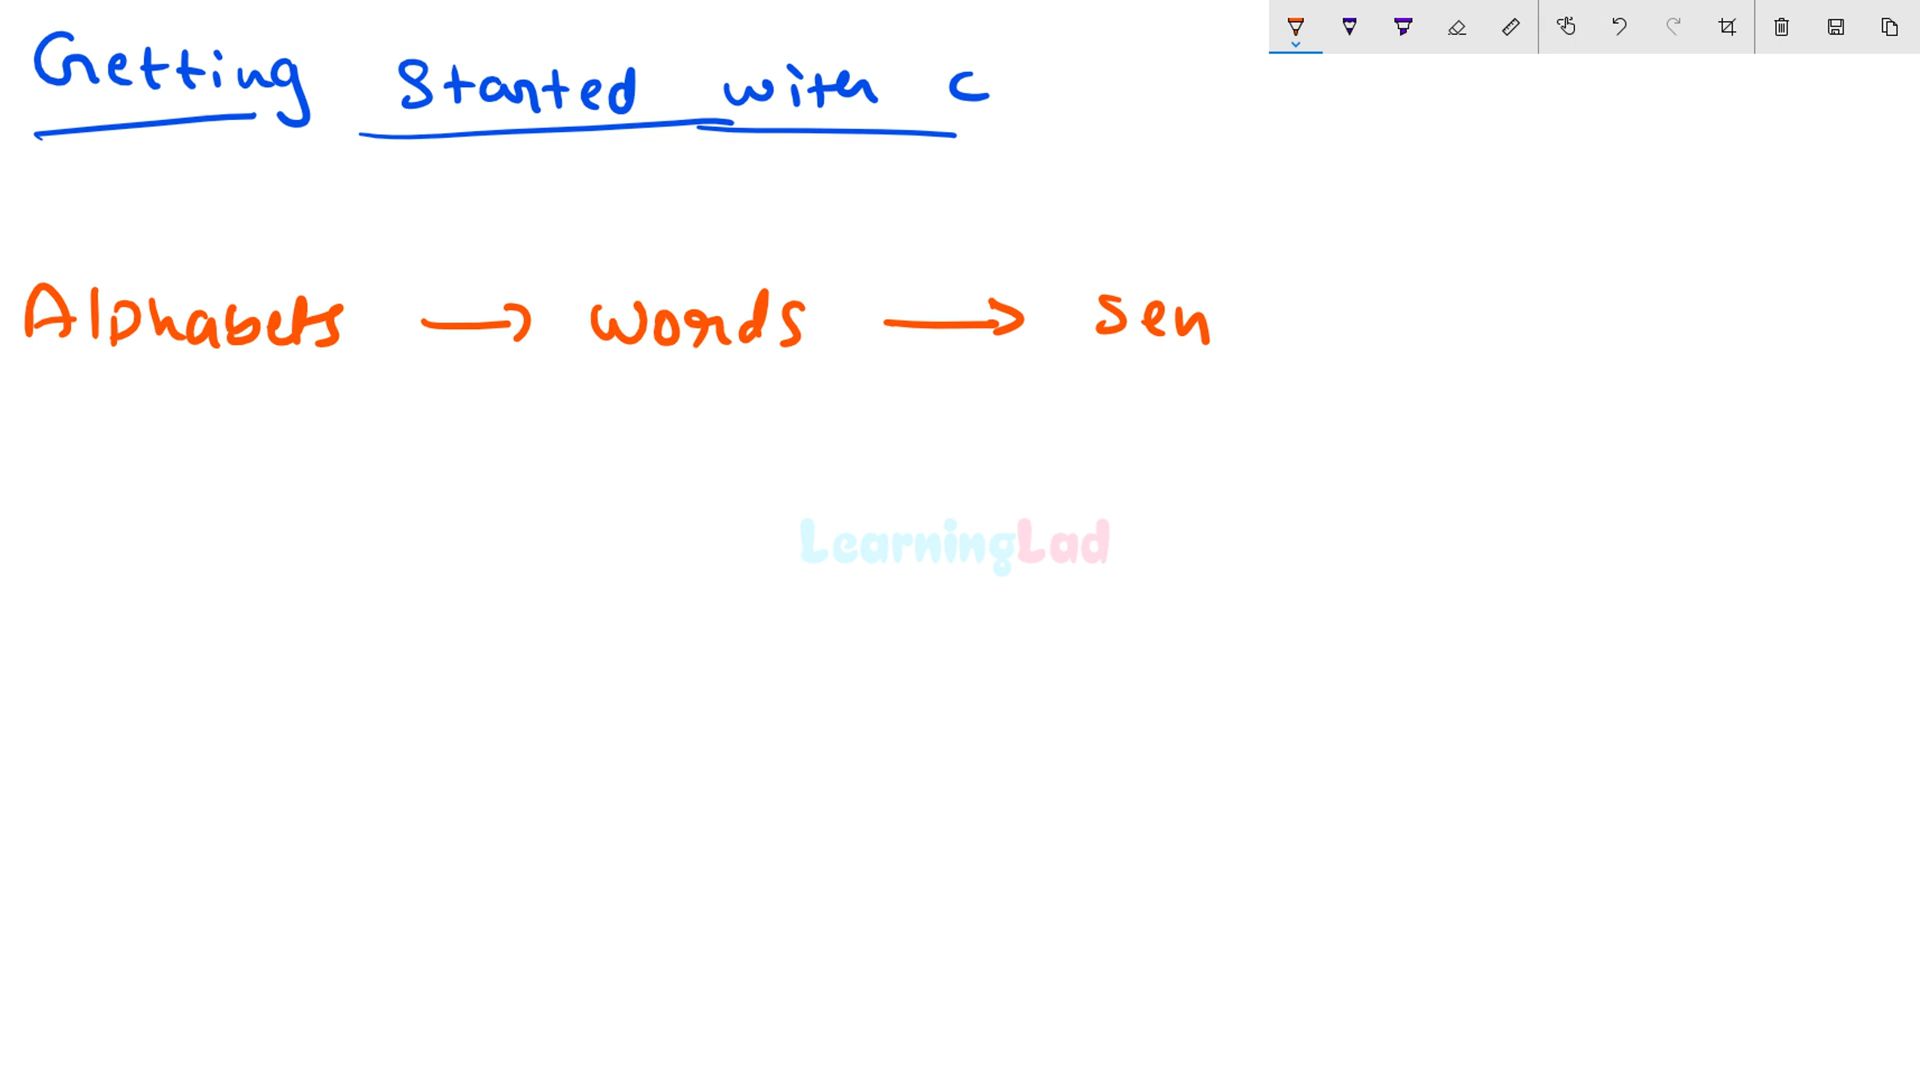 Getting Started with C
Alphabets → words → sen
LearningLad